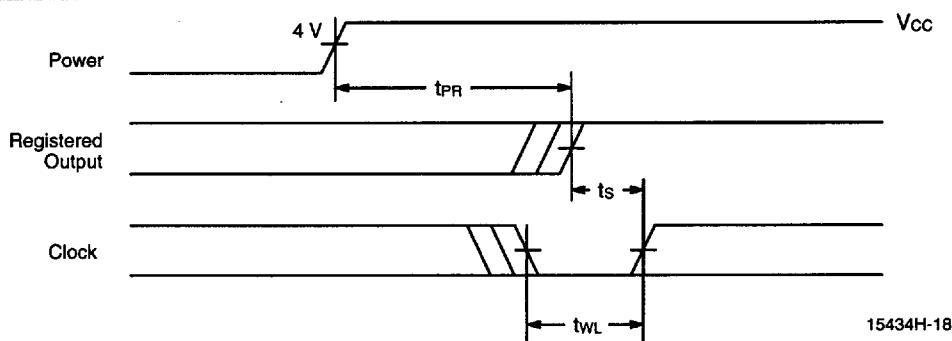 4 V
VCC
Power
tPR
Registered
Output
tS
Clock
tWL
15434H-18